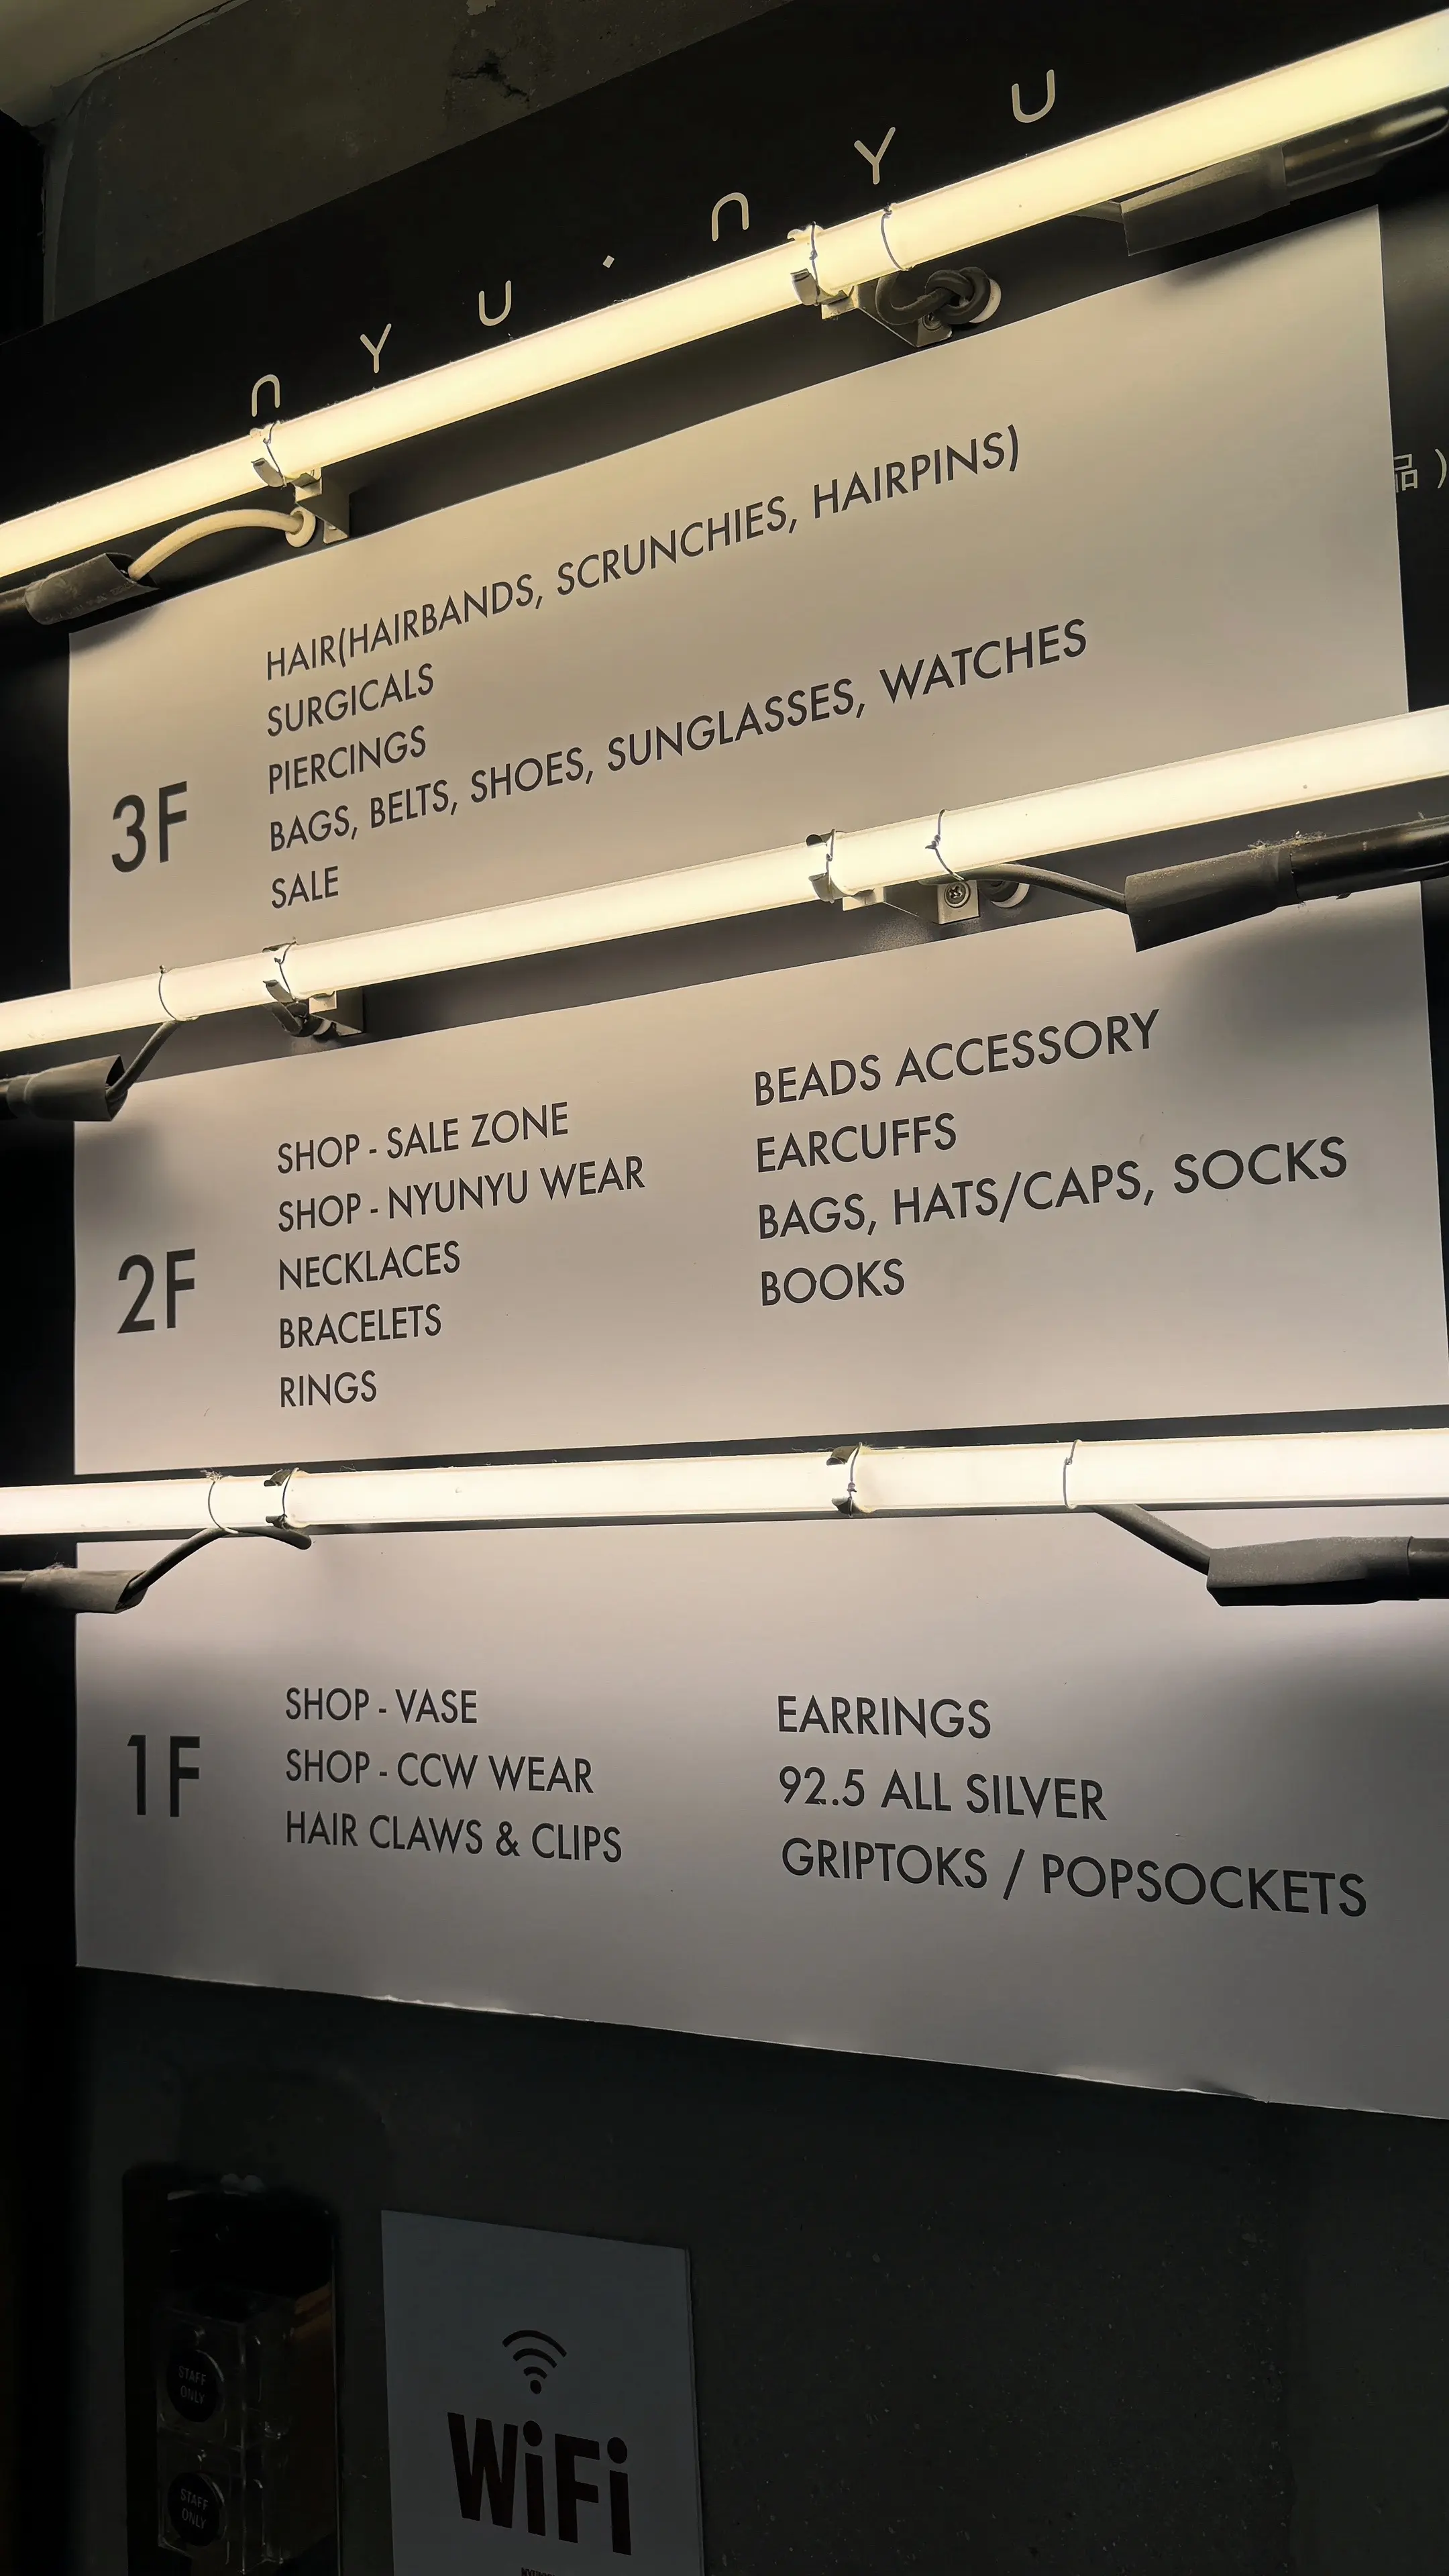 nYU·nYU
品)
HAIR(HAIRBANDS, SCRUNCHIES, HAIRPINS)
SURGICALS
PIERCINGS
BAGS, BELTS, SHOES, SUNGLASSES, WATCHES
SALE
3F
SHOP - SALE ZONE
SHOP - NYUNYU WEAR
NECKLACES
BRACELETS
RINGS
2F
BEADS ACCESSORY
EARCUFFS
BAGS, HATS/CAPS, SOCKS
BOOKS
1F
SHOP - VASE
SHOP - CCW WEAR
HAIR CLAWS & CLIPS
EARRINGS
92.5 ALL SILVER
GRIPTOKS / POPSOCKETS
STAFF
ONLY
STAFF
ONLY
WiFi